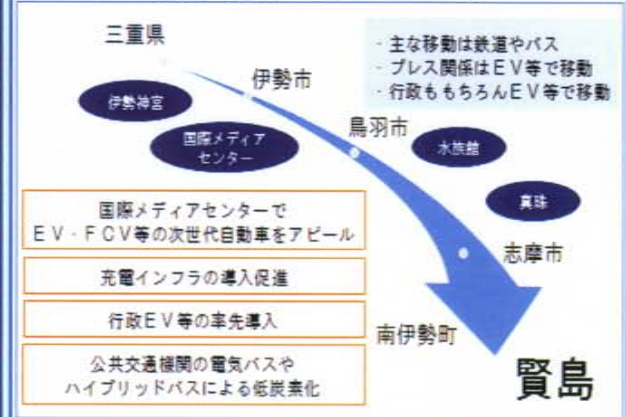 三重県
・主な移動は鉄道やバス
・プレス関係はEV等で移動
・行政ももちろんEV等で移動
伊勢市
伊勢神宮
鳥羽市
国際メディア
センター
水族館
真珠
国際メディアセンターで
EV・FCV等の次世代自動車をアピール
志摩市
充電インフラの導入促進
行政EV等の率先導入
南伊勢町
公共交通機関の電気バスや
ハイブリッドバスによる低炭素化
賢島